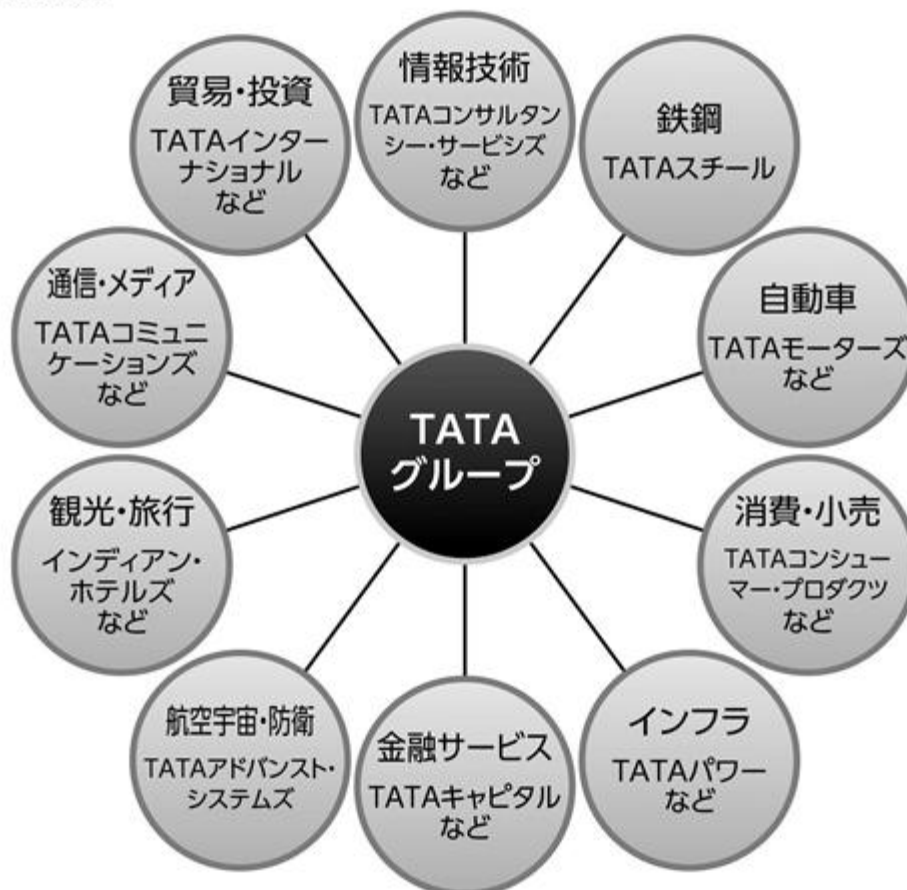 情報技術
TATAコンサルタン
シー・サービシズ
など
鉄鋼
TATAスチール
自動車
TATAモーターズ
など
消費・小売
TATAコンシュー
マー・プロダクツ
など
インフラ
TATAパワー
など
金融サービス
TATAキャピタル
など
航空宇宙・防衛
TATAアドバンスト・
システムズ
観光・旅行
インディアン・
ホテルズ
など
通信・メディア
TATAコミュニ
ケーションズ
など
貿易・投資
TATAインター
ナショナル
など
TATA
グループ